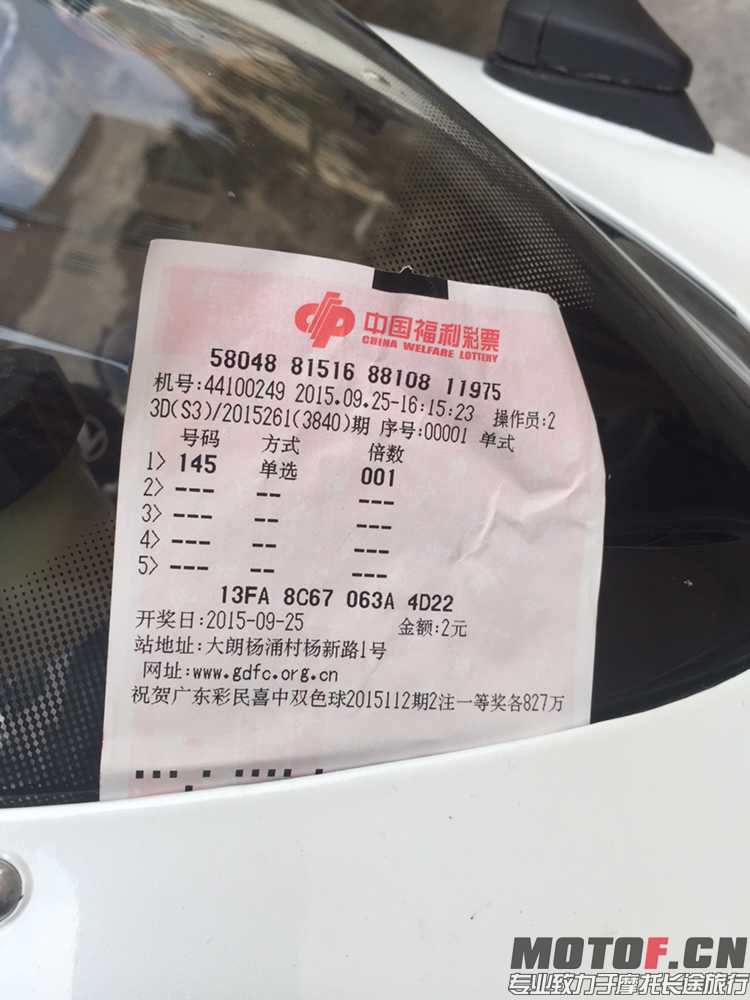 中国福利彩票
CHINA WELFARE LOTTERY
58048 81516 88108 11975
机号:44100249 2015.09.25-16:15:23 操作员:2
3D(S3)/2015261(3840)期 序号:00001 单式
号码 方式 倍数
1> 145 单选 001
2> --- -- ---
3> --- -- ---
4> --- -- ---
5> --- -- ---
13FA 8C67 063A 4D22
开奖日:2015-09-25 金额:2元
站地址:大朗杨涌村杨新路1号
网址:www.gdfc.org.cn
祝贺广东彩民喜中双色球2015112期2注一等奖各827万
MOTOF.CN
专业致力于摩托长途旅行